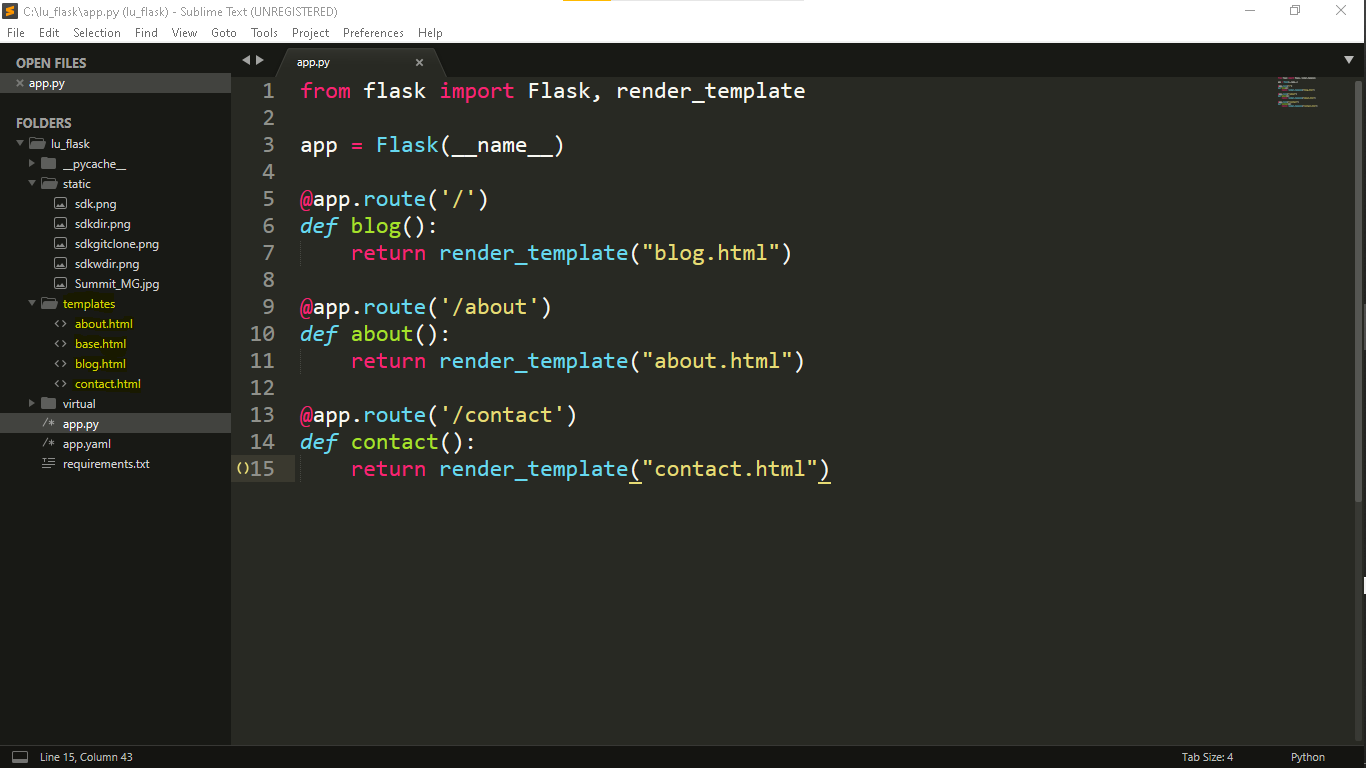 C:\lu_flask\app.py (lu_flask) - Sublime Text (UNREGISTERED)
File Edit Selection Find View Goto Tools Project Preferences Help
OPEN FILES
app.py
FOLDERS
lu_flask
__pycache__
static
sdk.png
sdkdir.png
sdkgitclone.png
sdkwdir.png
Summit_MG.jpg
templates
about.html
base.html
blog.html
contact.html
virtual
/* app.py
/* app.yaml
requirements.txt
app.py
1 from flask import Flask, render_template
2
3 app = Flask(__name__)
4
5 @app.route('/')
6 def blog():
7     return render_template("blog.html")
8
9 @app.route('/about')
10 def about():
11     return render_template("about.html")
12
13 @app.route('/contact')
14 def contact():
15     return render_template("contact.html")
Line 15, Column 43
Tab Size: 4
Python